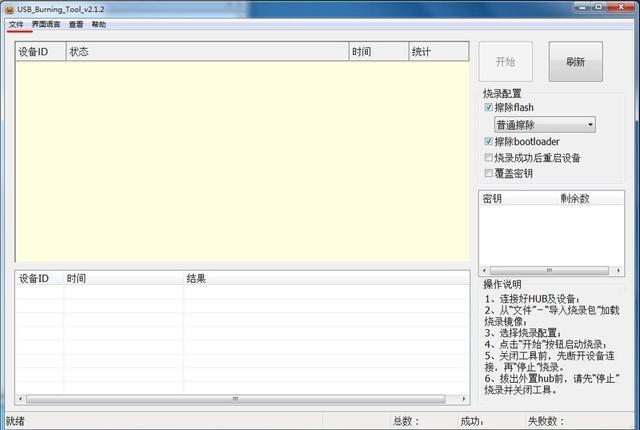 USB_Burning_Tool_v2.1.2
文件 界面语言 查看 帮助
设备ID 状态 时间 统计
开始 刷新
烧录配置
擦除flash
普通擦除
擦除bootloader
烧录成功后重启设备
覆盖密钥
密钥 剩余数
设备ID 时间 结果
操作说明
1、连接好HUB及设备;
2、从“文件”-“导入烧录包”加载
烧录镜像;
3、选择烧录配置;
4、点击“开始”按钮启动烧录;
5、关闭工具前，先断开设备连
接，再“停止”烧录。
6、拔出外置hub前，请先“停止”
烧录并关闭工具。
就绪 总数： 成功： 失败数：